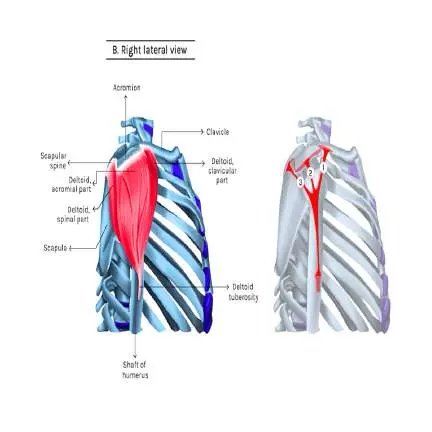 B. Right lateral view
Acromion
Clavicle
Scapular
spine
Deltoid,
acromial part
Deltoid,
clavicular
part
Deltoid,
spinal part
Scapula
Deltoid
tuberosity
Shaft of
humerus
1
2
3